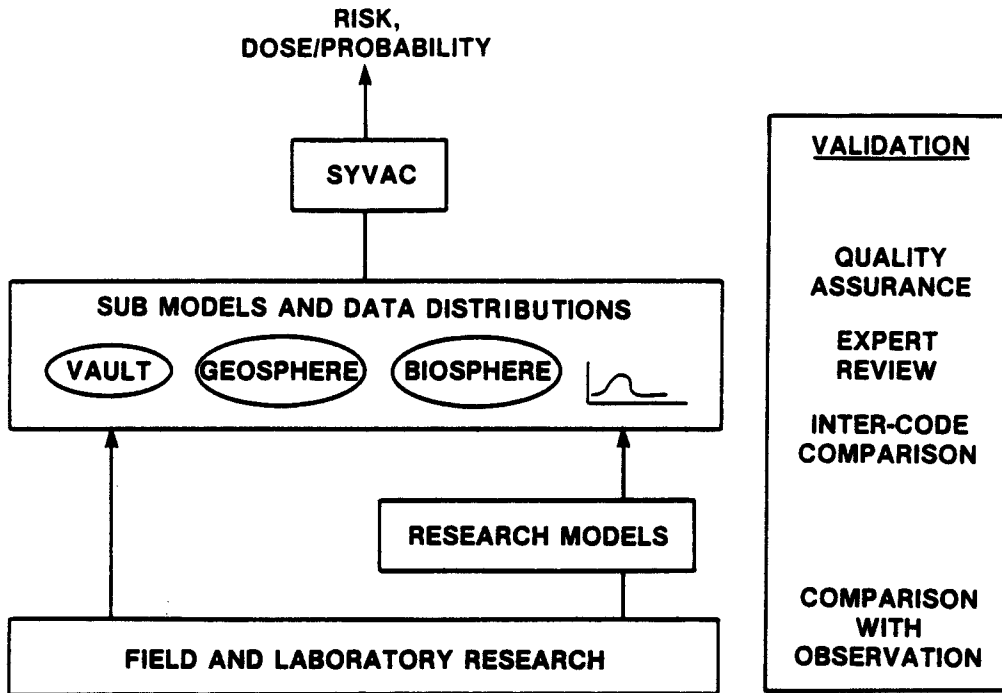 RISK,
DOSE/PROBABILITY
SYVAC
SUB MODELS AND DATA DISTRIBUTIONS
VAULT
GEOSPHERE
BIOSPHERE
RESEARCH MODELS
FIELD AND LABORATORY RESEARCH
VALIDATION
QUALITY
ASSURANCE
EXPERT
REVIEW
INTER-CODE
COMPARISON
COMPARISON
WITH
OBSERVATION